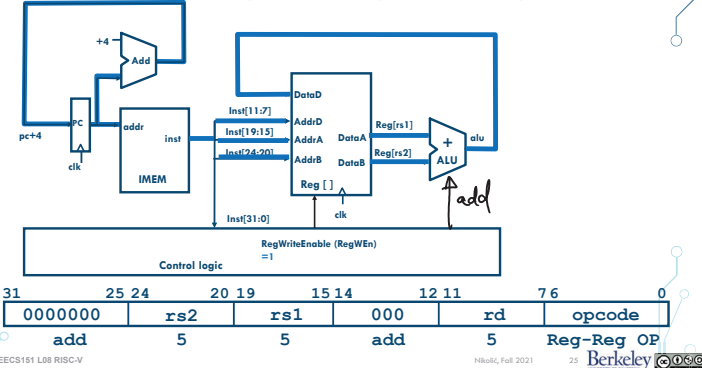 +4
Add
DataD
Inst[11:7]
PC
addr
AddrD
Reg[rs1]
pc+4
inst
Inst[19:15]
AddrA
DataA
+
alu
Inst[24:20]
AddrB
DataB
Reg[rs2]
ALU
clk
IMEM
Reg [ ]
add
clk
Inst[31:0]
RegWriteEnable (RegWEn)
=1
Control logic
31 25 24 20 19 15 14 12 11 7 6 0
0000000 rs2 rs1 000 rd opcode
add 5 5 add 5 Reg-Reg OP
EECS151 L08 RISC-V
Nikolić, Fall 2021
25
Berkeley